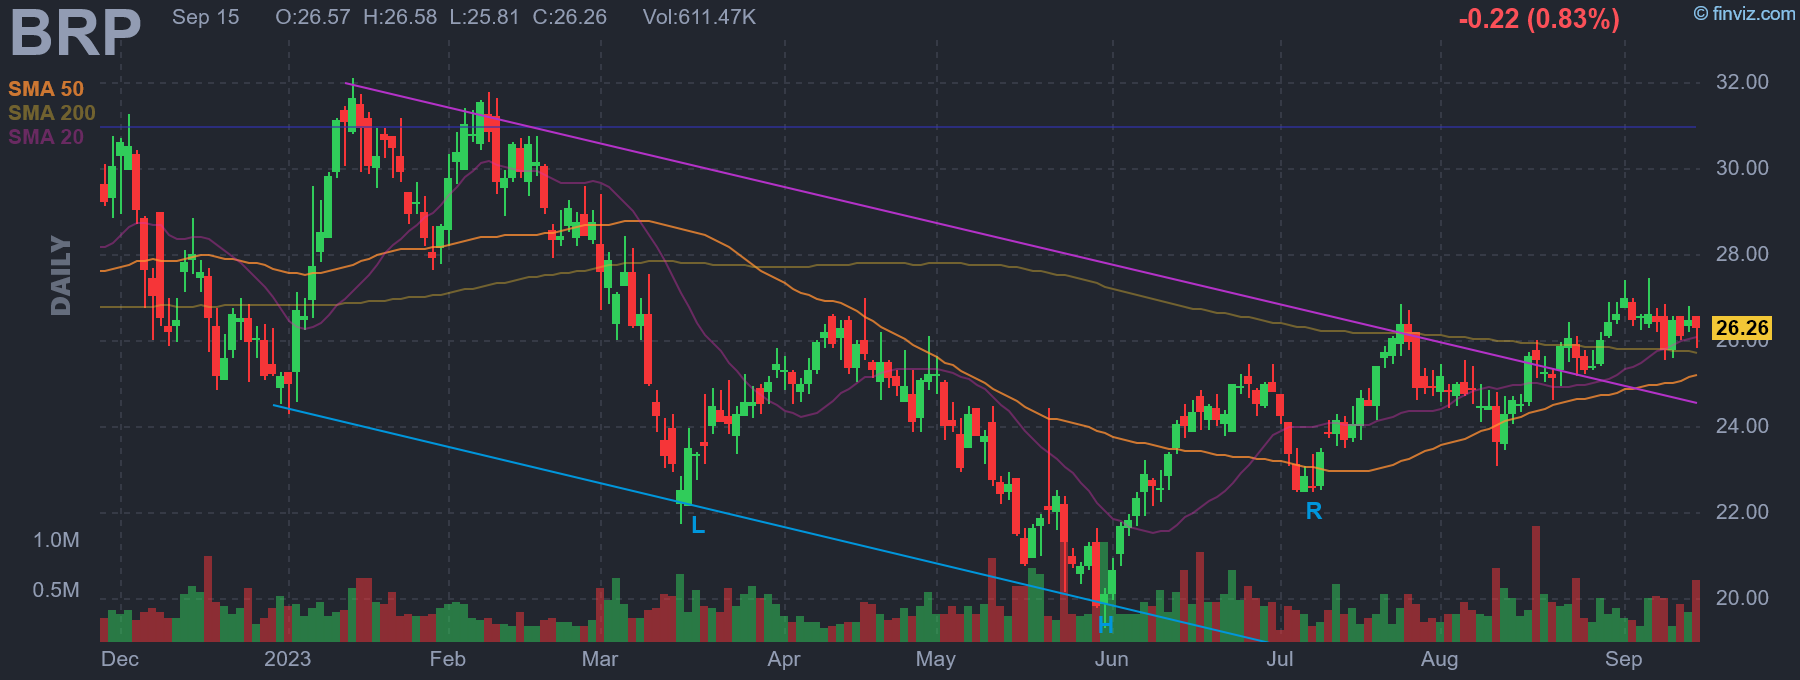 BRP Sep 15 O:26.57 H:26.58 L:25.81 C:26.26 Vol:611.47K -0.22 (0.83%) © finviz.com
SMA 50
SMA 200
SMA 20
DAILY
32.00
30.00
28.00
26.26
26.00
24.00
22.00
20.00
1.0M
0.5M
L
R
H
Dec 2023 Feb Mar Apr May Jun Jul Aug Sep